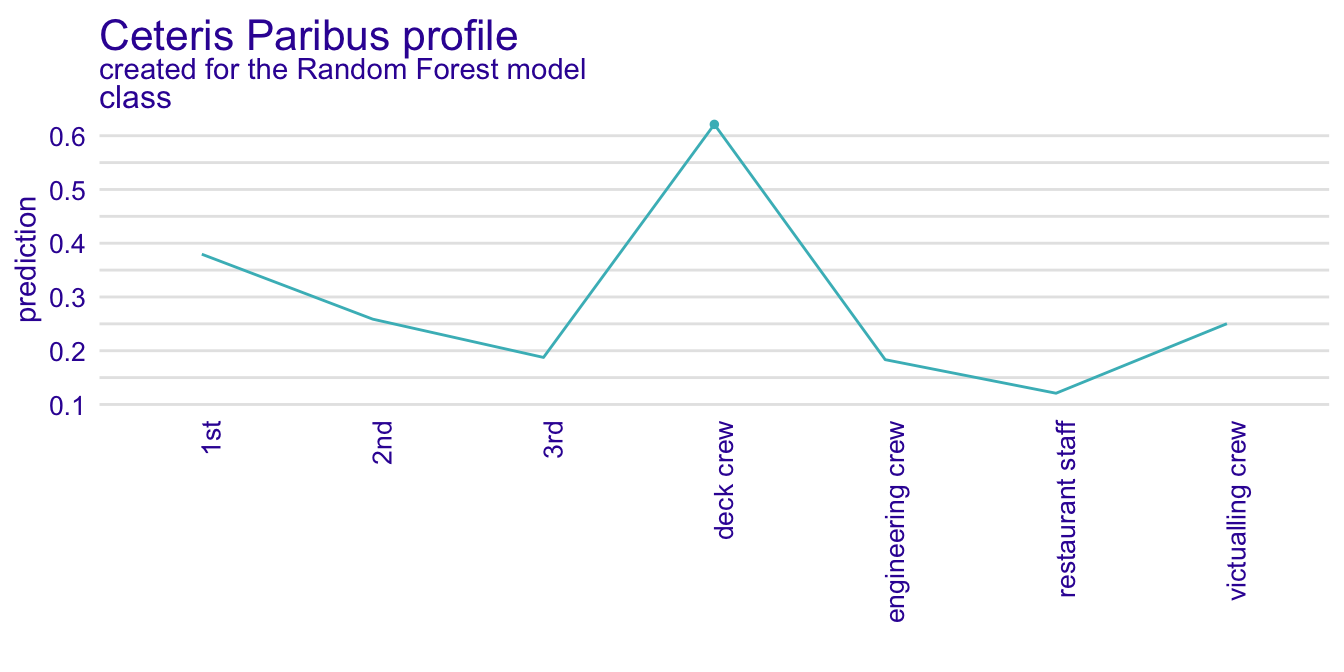 Ceteris Paribus profile
created for the Random Forest model
class
prediction
0.6
0.5
0.4
0.3
0.2
0.1
1st
2nd
3rd
deck crew
engineering crew
restaurant staff
victualling crew